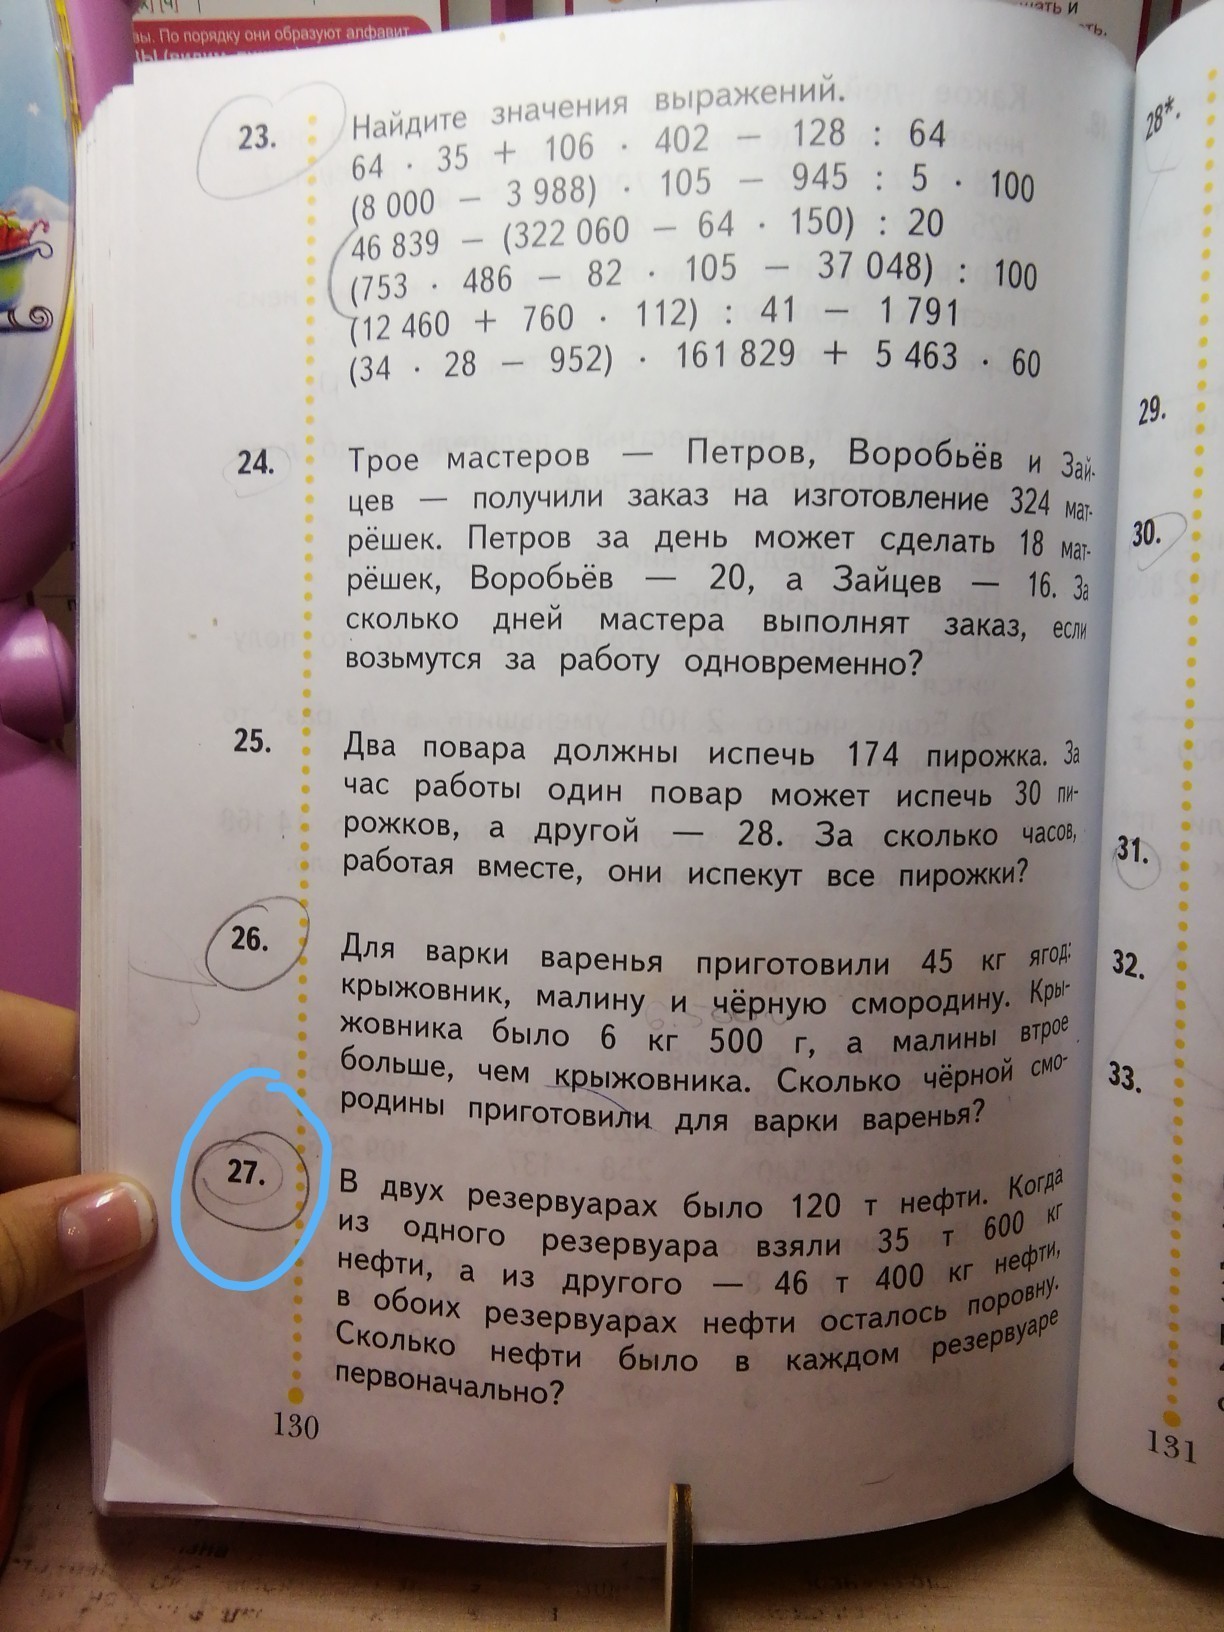 вы. По порядку они образуют алфавит
23. Найдите значения выражений.
64 · 35 + 106 · 402 − 128 : 64
(8 000 − 3 988) · 105 − 945 : 5 · 100
46 839 − (322 060 − 64 · 150) : 20
(753 · 486 − 82 · 105 − 37 048) : 100
(12 460 + 760 · 112) : 41 − 1 791
(34 · 28 − 952) · 161 829 + 5 463 · 60
24. Трое мастеров — Петров, Воробьёв и Зай-
цев — получили заказ на изготовление 324 мат-
рёшек. Петров за день может сделать 18 мат-
рёшек, Воробьёв — 20, а Зайцев — 16. За
сколько дней мастера выполнят заказ, если
возьмутся за работу одновременно?
25. Два повара должны испечь 174 пирожка. За
час работы один повар может испечь 30 пи-
рожков, а другой — 28. За сколько часов,
работая вместе, они испекут все пирожки?
26. Для варки варенья приготовили 45 кг ягод:
крыжовник, малину и чёрную смородину. Кры-
жовника было 6 кг 500 г, а малины втрое
больше, чем крыжовника. Сколько чёрной смо-
родины приготовили для варки варенья?
27. В двух резервуарах было 120 т нефти. Когда
из одного резервуара взяли 35 т 600 кг
нефти, а из другого — 46 т 400 кг нефти,
в обоих резервуарах нефти осталось поровну.
Сколько нефти было в каждом резервуаре
первоначально?
130
28*.
29.
30.
31.
32.
33.
131